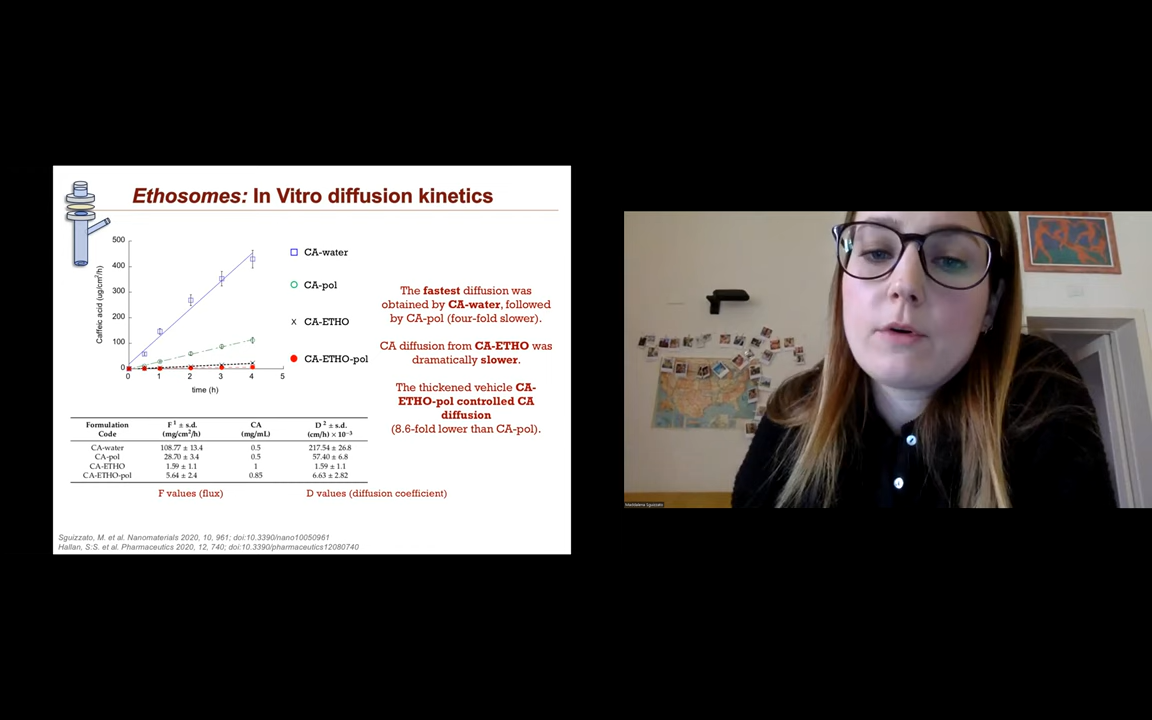 Ethosomes: In Vitro diffusion kinetics
500
400
300
200
100
0
Caffeic acid (ug/cm²/h)
0 1 2 3 4 5
time (h)
CA-water
CA-pol
CA-ETHO
CA-ETHO-pol
The fastest diffusion was
obtained by CA-water, followed
by CA-pol (four-fold slower).
CA diffusion from CA-ETHO was
dramatically slower.
The thickened vehicle CA-
ETHO-pol controlled CA
diffusion
(8.6-fold lower than CA-pol).
Formulation Code F ¹ ± s.d. (mg/cm²/h) CA (mg/mL) D ² ± s.d. (cm/h) × 10⁻³
CA-water 108.77 ± 13.4 0.5 217.54 ± 26.8
CA-pol 28.70 ± 3.4 0.5 57.40 ± 6.8
CA-ETHO 1.59 ± 1.1 1 1.59 ± 1.1
CA-ETHO-pol 5.64 ± 2.4 0.85 6.63 ± 2.82
F values (flux) D values (diffusion coefficient)
Sguizzato, M. et al. Nanomaterials 2020, 10, 961; doi:10.3390/nano10050961
Hallan, S:S. et al. Pharmaceutics 2020, 12, 740; doi:10.3390/pharmaceutics12080740
Maddalena Sguizzato